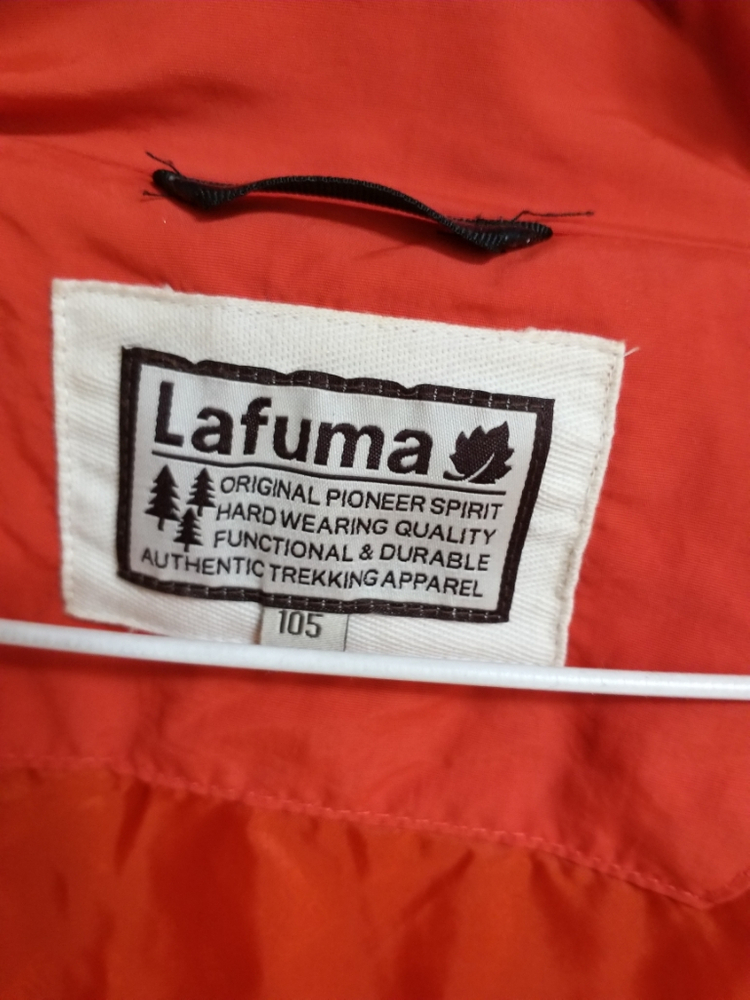 Lafuma
ORIGINAL PIONEER SPIRIT
HARD WEARING QUALITY
FUNCTIONAL & DURABLE
AUTHENTIC TREKKING APPAREL
105